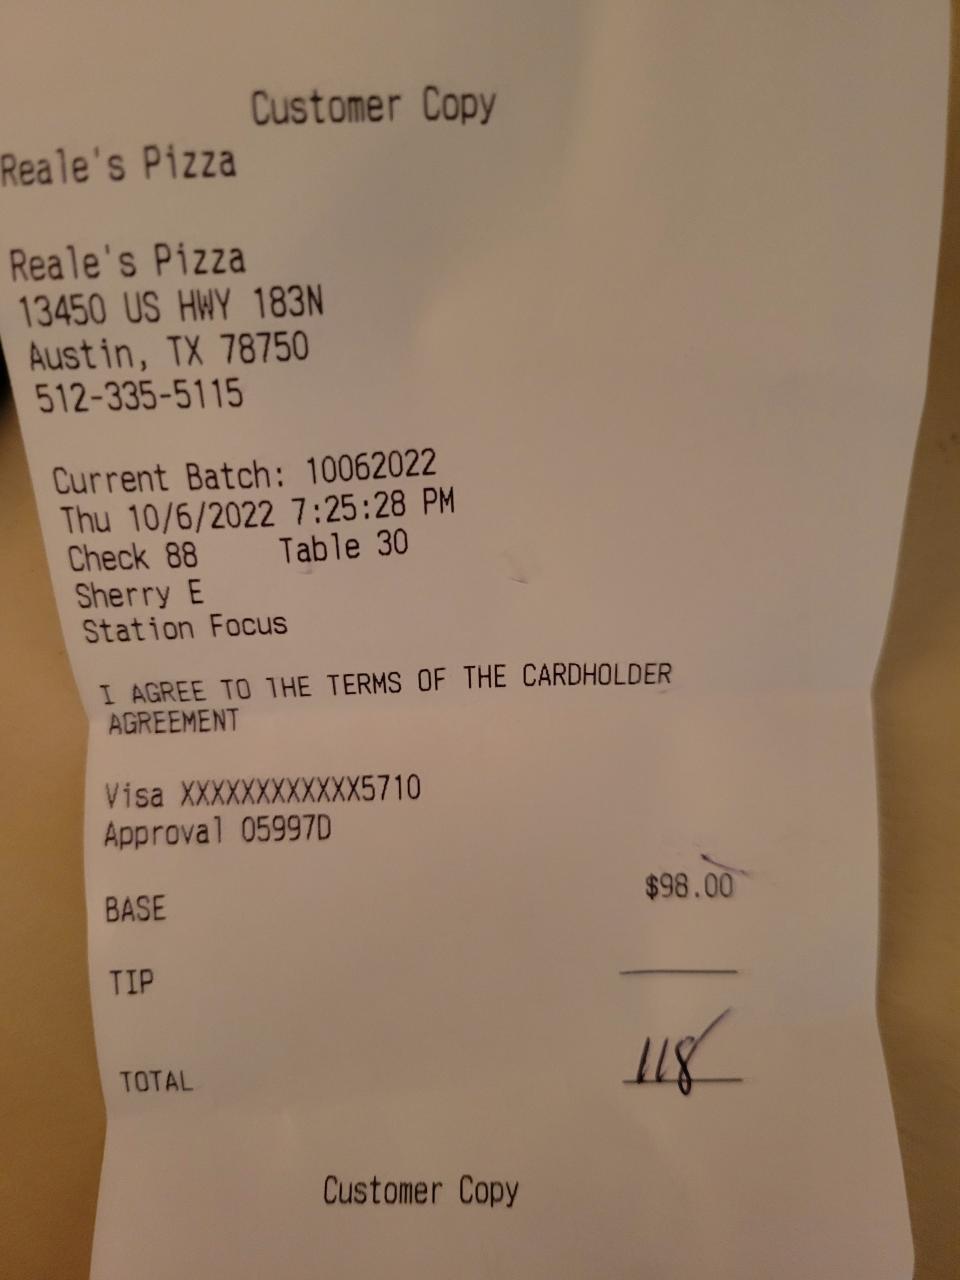 Customer Copy
Reale's Pizza
Reale's Pizza
13450 US HWY 183N
Austin, TX 78750
512-335-5115
Current Batch: 10062022
Thu 10/6/2022 7:25:28 PM
Check 88 Table 30
Sherry E
Station Focus
I AGREE TO THE TERMS OF THE CARDHOLDER
AGREEMENT
Visa XXXXXXXXXXXX5710
Approval 05997D
BASE $98.00
TIP
TOTAL 118
Customer Copy